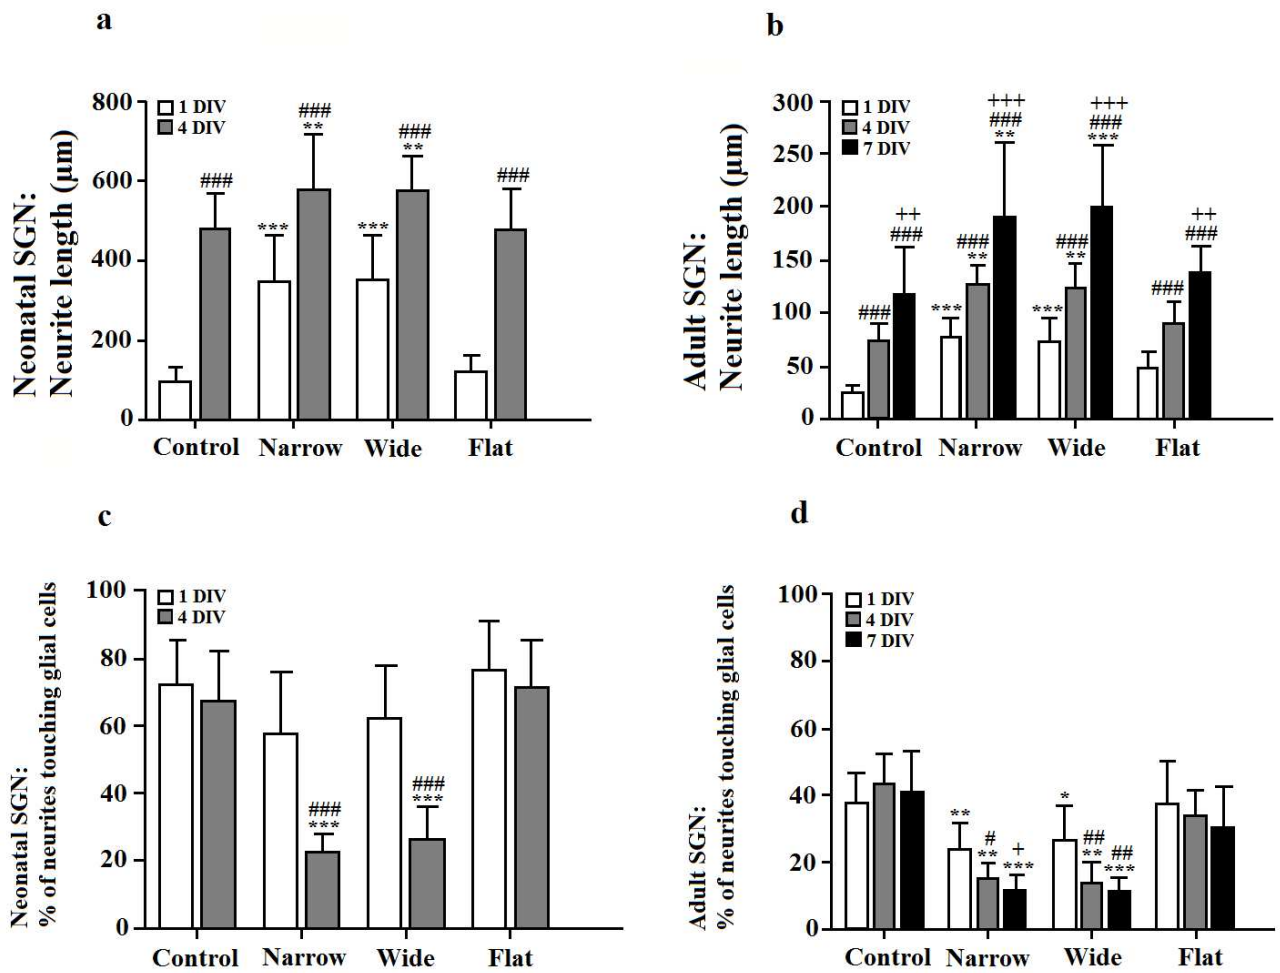 a
Neonatal SGN:
Neurite length (µm)
800
600
400
200
0
1 DIV
4 DIV
###
***
###
**
***
###
**
###
Control
Narrow
Wide
Flat
b
Adult SGN:
Neurite length (µm)
300
250
200
150
100
50
0
1 DIV
4 DIV
7 DIV
###
++
###
***
###
**
+++
###
**
***
###
**
+++
###
***
###
++
###
Control
Narrow
Wide
Flat
c
Neonatal SGN:
% of neurites touching glial cells
100
80
60
40
20
0
1 DIV
4 DIV
###
***
###
***
Control
Narrow
Wide
Flat
d
Adult SGN:
% of neurites touching glial cells
100
80
60
40
20
0
1 DIV
4 DIV
7 DIV
**
#
**
+
***
*
##
**
##
***
Control
Narrow
Wide
Flat